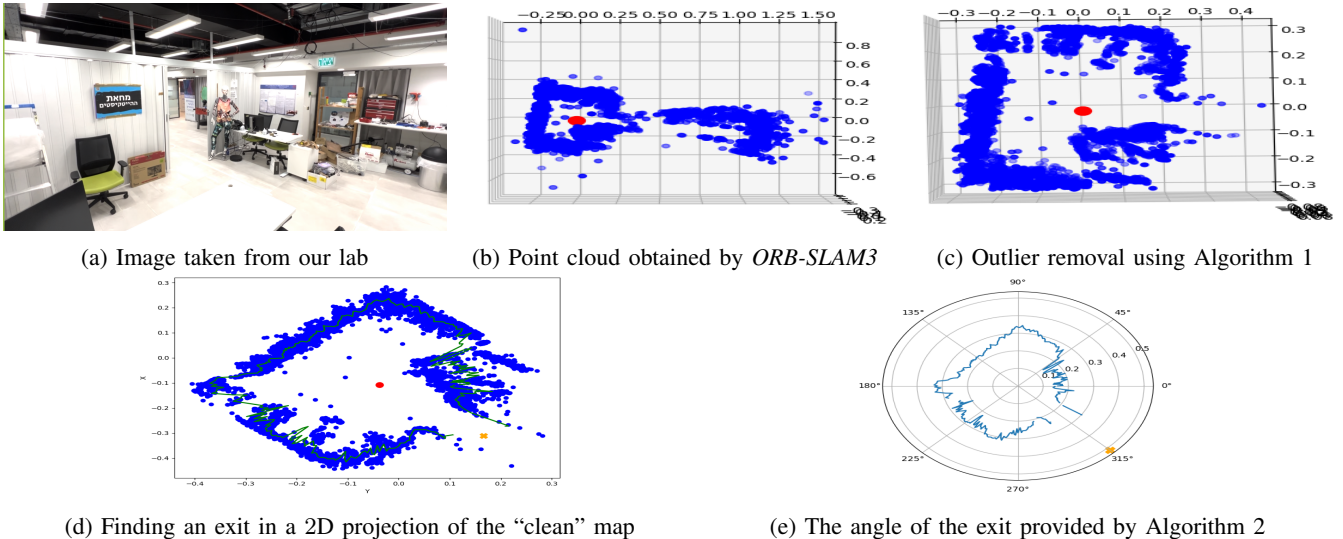 מחאת
ההייטקיסטים
(a) Image taken from our lab
−0.25 0.00 0.25 0.50 0.75 1.00 1.25 1.50
0.8
0.6
0.4
0.2
0.0
−0.2
−0.4
−0.6
(b) Point cloud obtained by ORB-SLAM3
−0.3 −0.2 −0.1 0.0 0.1 0.2 0.3 0.4
0.3
0.2
0.1
0.0
−0.1
−0.2
−0.3
(c) Outlier removal using Algorithm 1
0.3
0.2
0.1
0.0
−0.1
−0.2
−0.3
−0.4
X
−0.4 −0.3 −0.2 −0.1 0.0 0.1 0.2 0.3
Y
(d) Finding an exit in a 2D projection of the “clean” map
90°
135° 45°
0.5
0.4
0.3
0.2
0.1
180° 0°
225° 315°
270°
(e) The angle of the exit provided by Algorithm 2